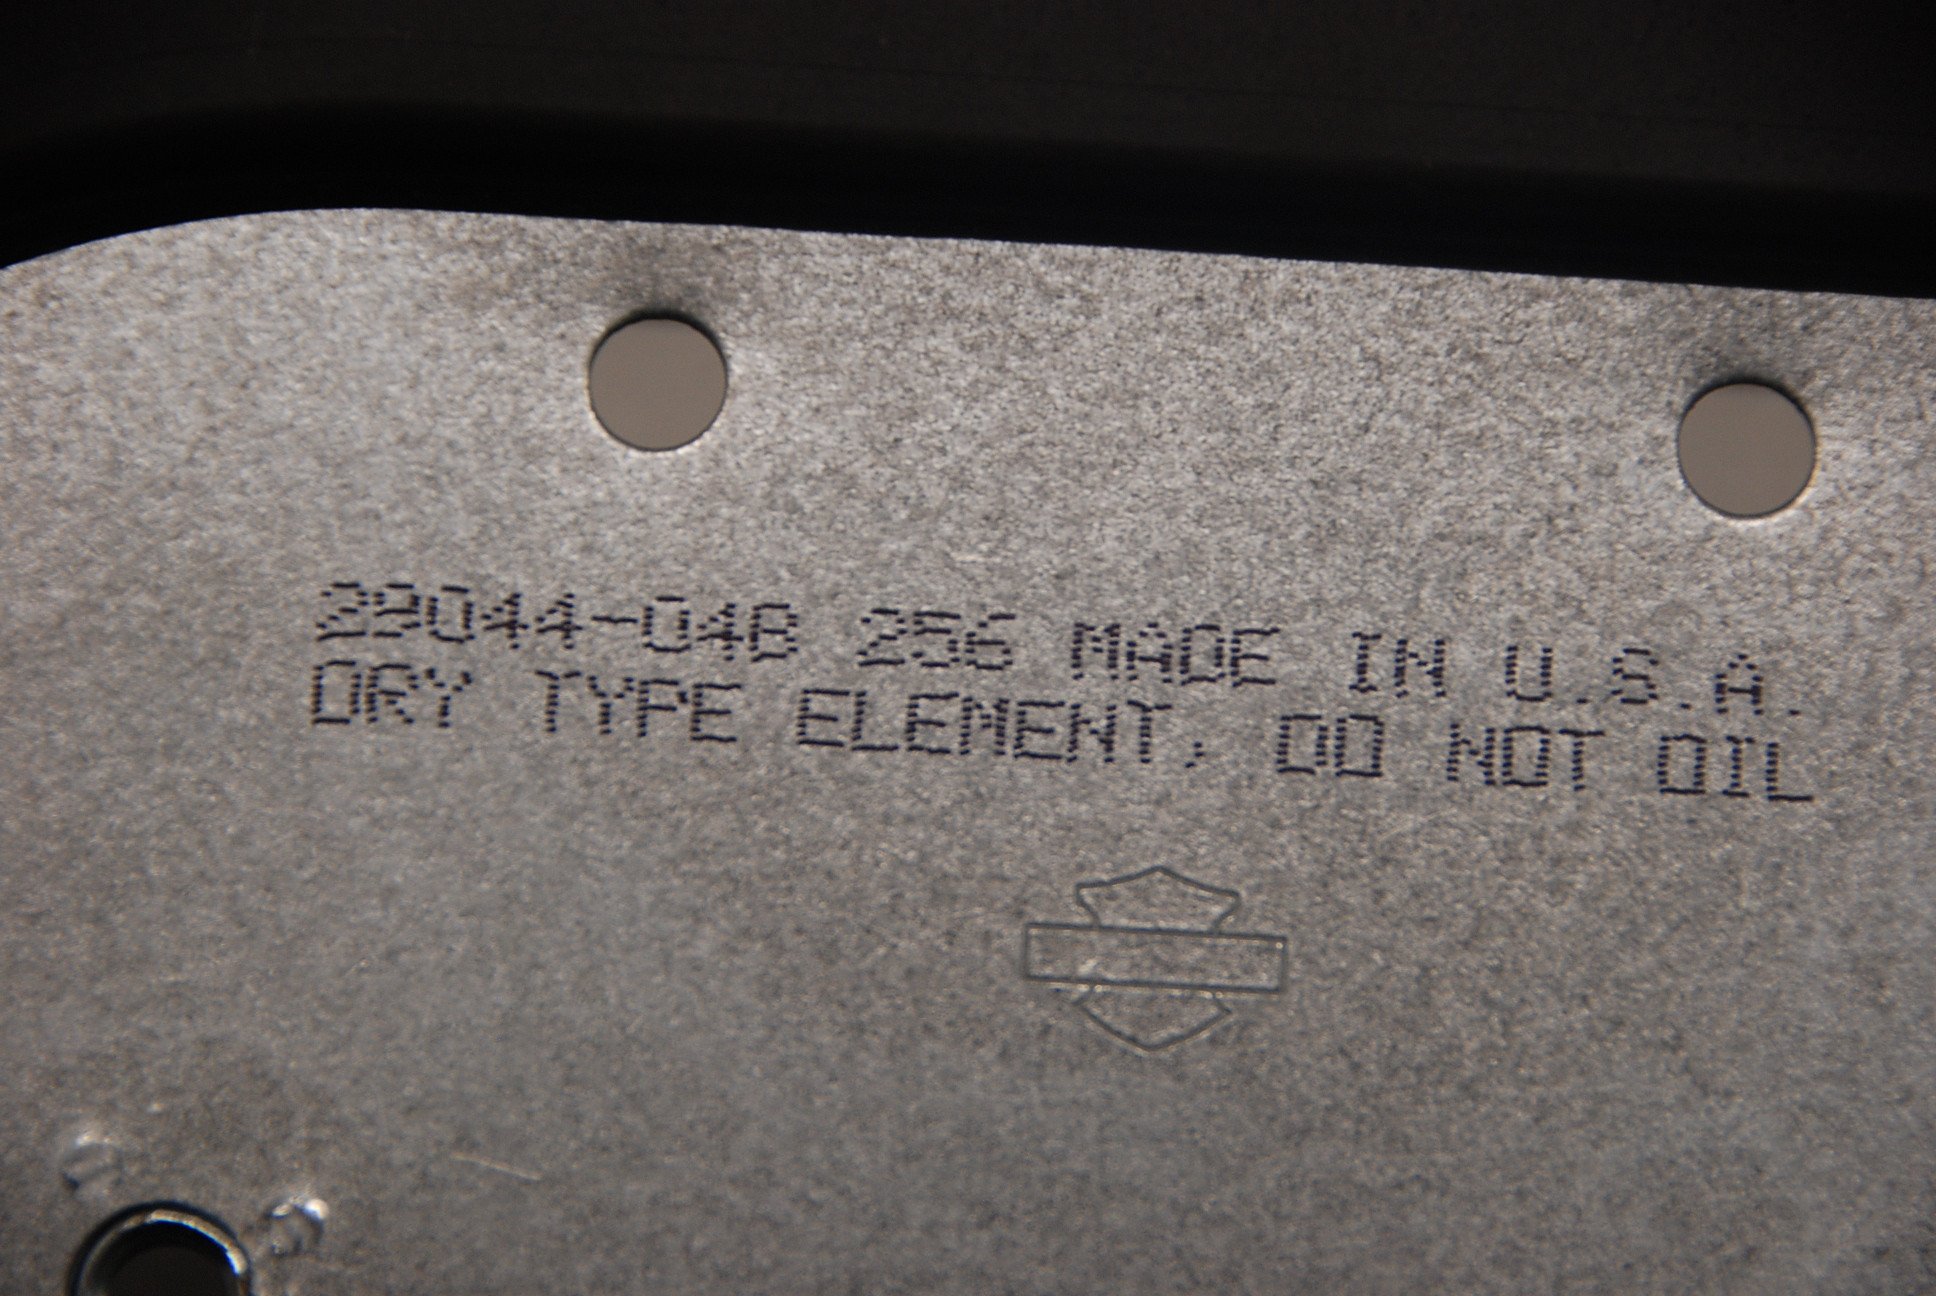 29044-04B 256 MADE IN U.S.A.
DRY TYPE ELEMENT, DO NOT OIL